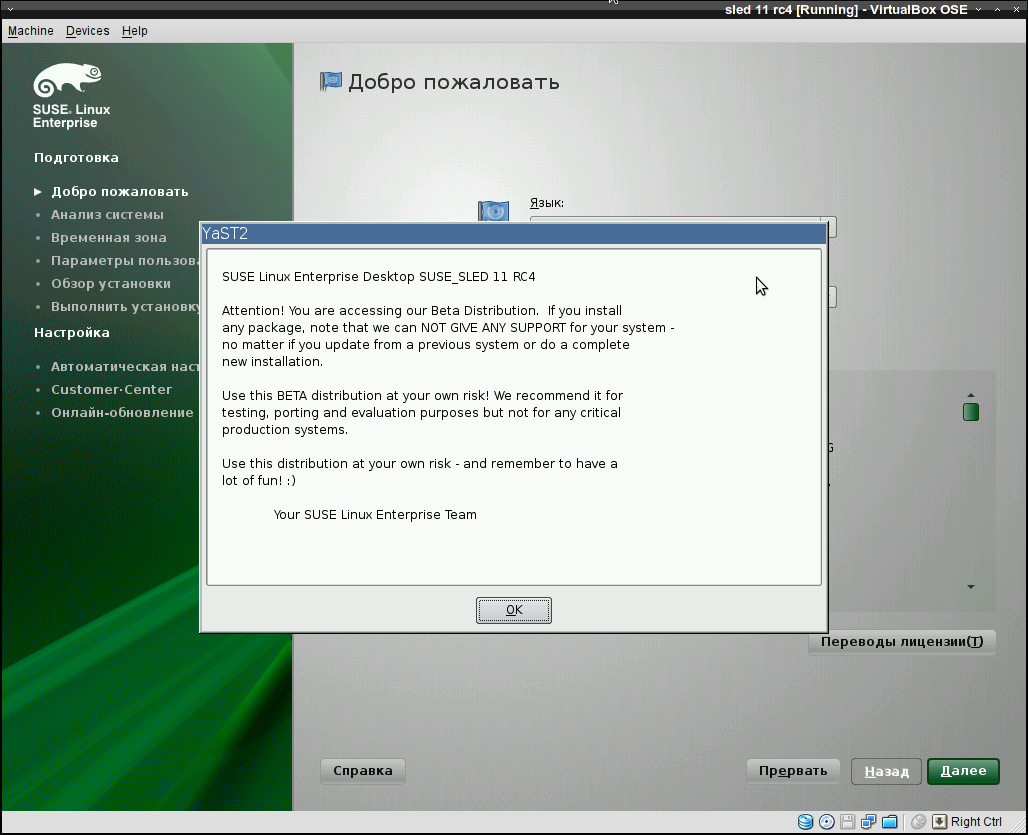 sled 11 rc4 [Running] - VirtualBox OSE
Machine Devices Help
SUSE. Linux
Enterprise
Подготовка
Добро пожаловать
Анализ системы
Временная зона
Параметры
Обзор установки
Выполнить установку
Настройка
Автоматическая
Customer·Center
Онлайн-обновление
Добро пожаловать
Язык:
YaST2
SUSE Linux Enterprise Desktop SUSE_SLED 11 RC4
Attention! You are accessing our Beta Distribution.  If you install
any package, note that we can NOT GIVE ANY SUPPORT for your system -
no matter if you update from a previous system or do a complete
new installation.
Use this BETA distribution at your own risk! We recommend it for
testing, porting and evaluation purposes but not for any critical
production systems.
Use this distribution at your own risk - and remember to have a
lot of fun! :)
Your SUSE Linux Enterprise Team
OK
Переводы лицензии(T)
Справка
Прервать
Назад
Далее
Right Ctrl